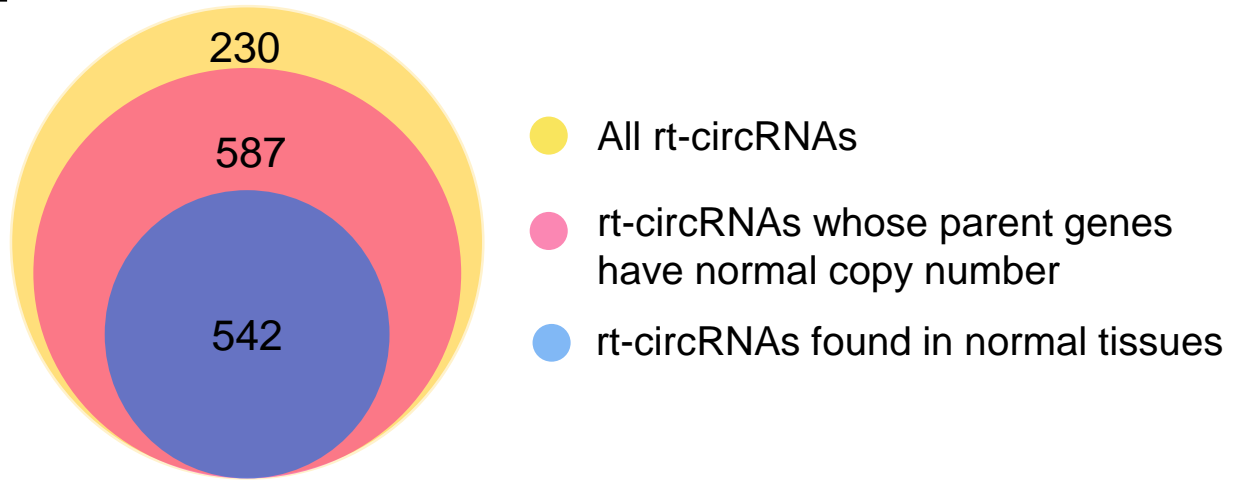 230
587
542
All rt-circRNAs
rt-circRNAs whose parent genes
have normal copy number
rt-circRNAs found in normal tissues